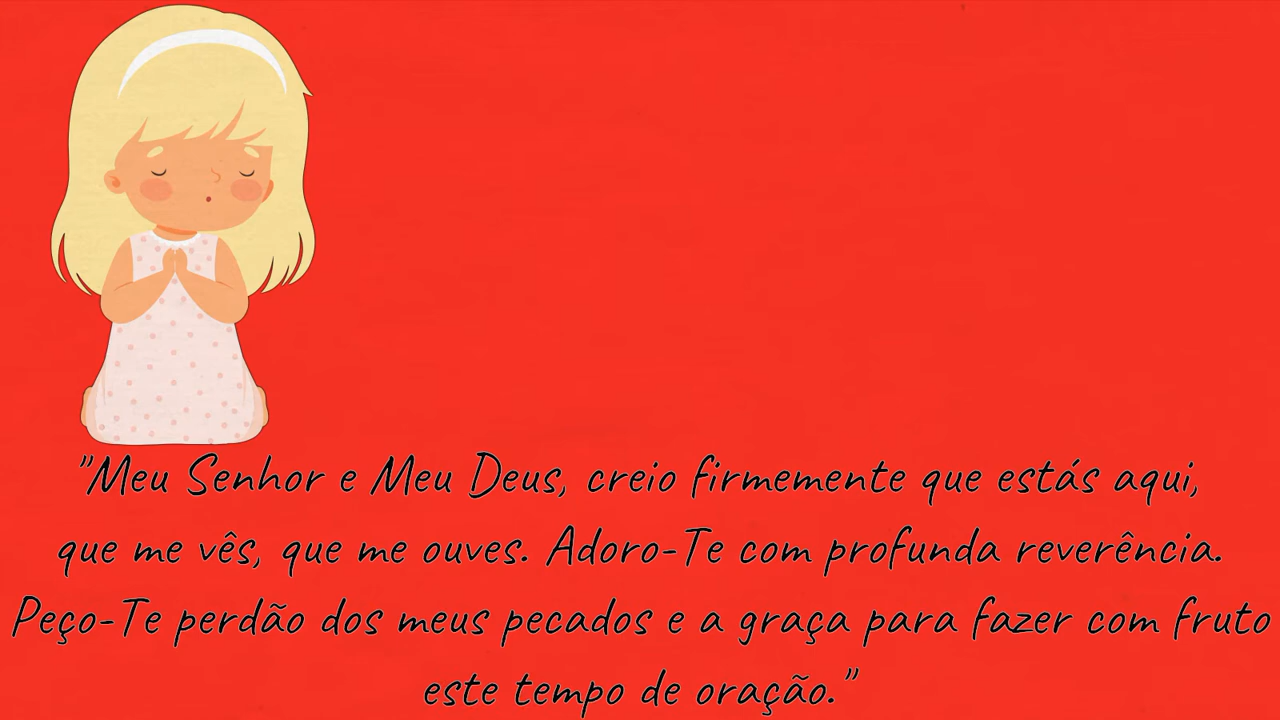 "Meu Senhor e Meu Deus, creio firmemente que estás aqui,
que me vês, que me ouves. Adoro-Te com profunda reverência.
Peço-Te perdão dos meus pecados e a graça para fazer com fruto
este tempo de oração."